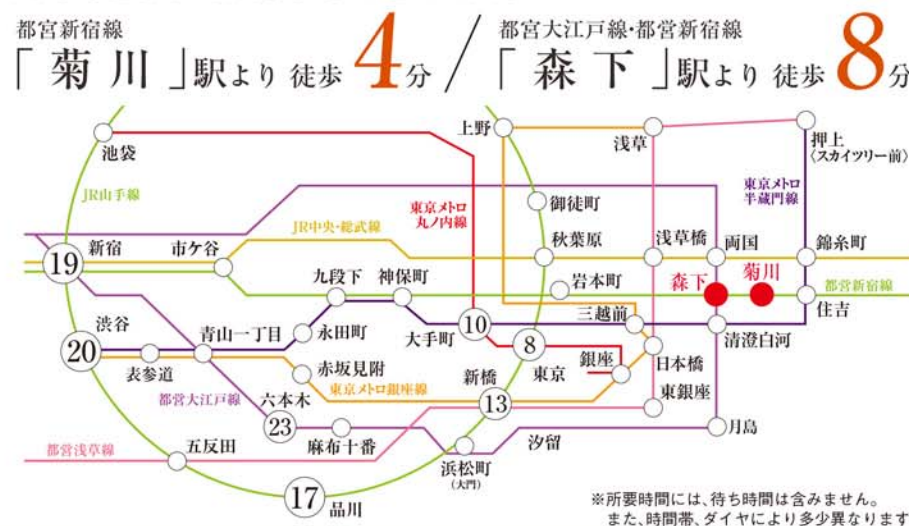 都宮新宿線
「菊川」駅より 徒歩 4分
都宮大江戸線・都営新宿線
「森下」駅より 徒歩 8分
池袋
上野
浅草
押上
〈スカイツリー前〉
JR山手線
東京メトロ
丸ノ内線
御徒町
東京メトロ
半蔵門線
JR中央・総武線
新宿
19
市ケ谷
秋葉原
浅草橋
両国
錦糸町
九段下
神保町
岩本町
森下
菊川
都営新宿線
住吉
渋谷
20
青山一丁目
永田町
大手町
10
8
三越前
清澄白河
表参道
赤坂見附
東京
銀座
日本橋
東京メトロ銀座線
新橋
13
東銀座
都営大江戸線
六本木
23
麻布十番
汐留
月島
都営浅草線
五反田
浜松町
(大門)
17
品川
※所要時間には、待ち時間は含みません。
また、時間帯、ダイヤにより多少異なります